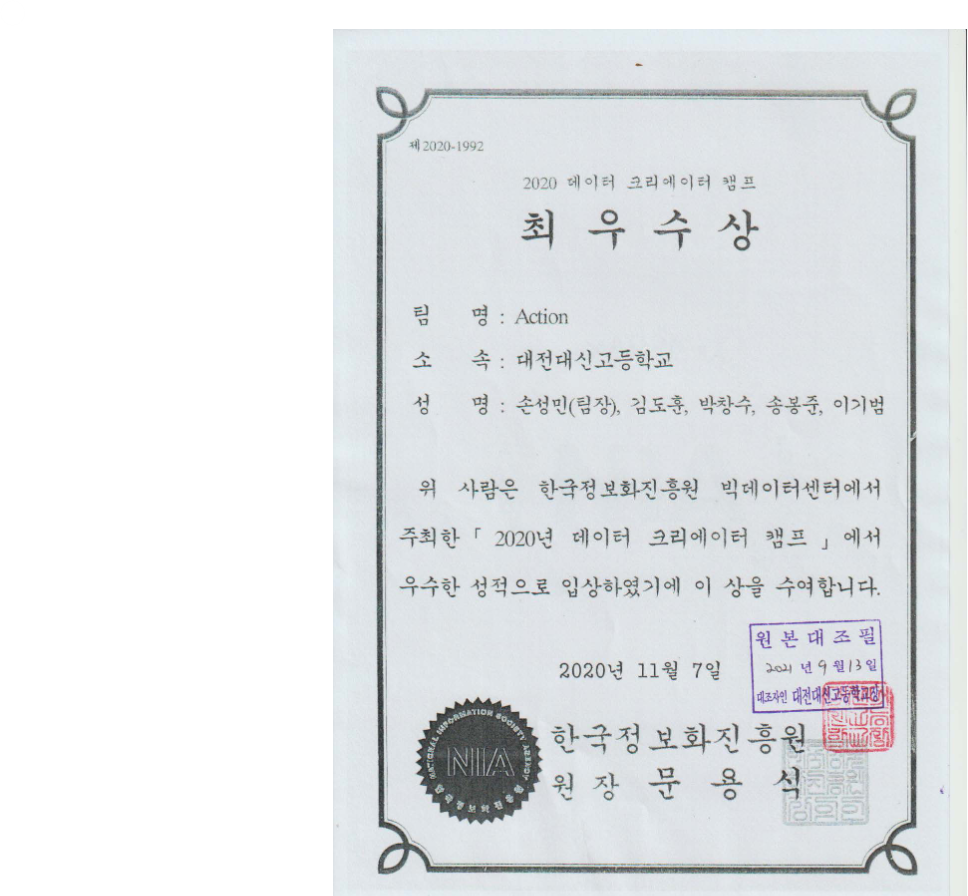 제 2020-1992
2020 데이터 크리에이터 캠프
최 우 수 상
팀 명 : Action
소 속 : 대전대신고등학교
성 명 : 손성민(팀장), 김도훈, 박창수, 송봉준, 이기범
위 사람은 한국정보화진흥원 빅데이터센터에서
주최한 「 2020년 데이터 크리에이터 캠프 」 에서
우수한 성적으로 입상하였기에 이 상을 수여합니다.
원본대조필
2020년 11월 7일
2021 년 9 월 13 일
대조자인 대전대신고등학교장
NATIONAL INFORMATION SOCIETY AGENCY
NIA
한국정보화진흥원
한국정보화진흥원
원 장 문 용 식